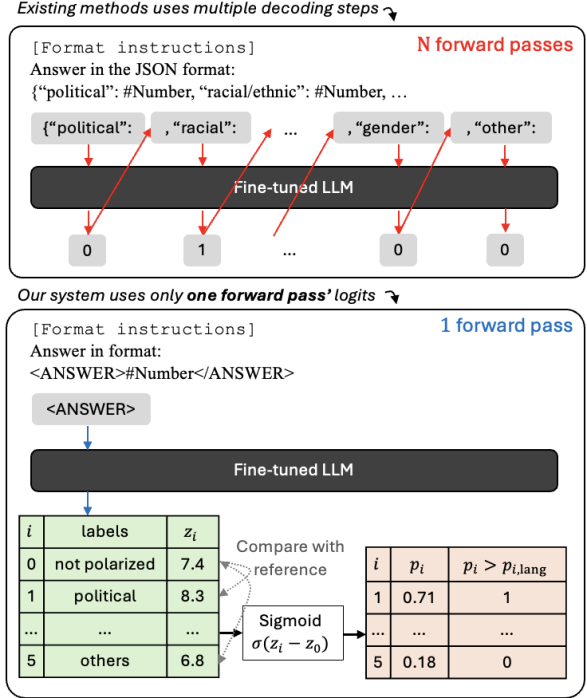 Existing methods uses multiple decoding steps
[Format instructions]
N forward passes
Answer in the JSON format:
{“political”: #Number, “racial/ethnic”: #Number, …
{“political”: , “racial”: ... , “gender”: , “other”:
Fine-tuned LLM
0 1 ... 0 0
Our system uses only one forward pass’ logits
[Format instructions]
1 forward pass
Answer in format:
<ANSWER>#Number</ANSWER>
<ANSWER>
Fine-tuned LLM
i labels z_i
0 not polarized 7.4
1 political 8.3
... ... ...
5 others 6.8
Compare with
reference
Sigmoid
σ(z_i − z_0)
i p_i p_i > p_i,lang
1 0.71 1
... ... ...
5 0.18 0